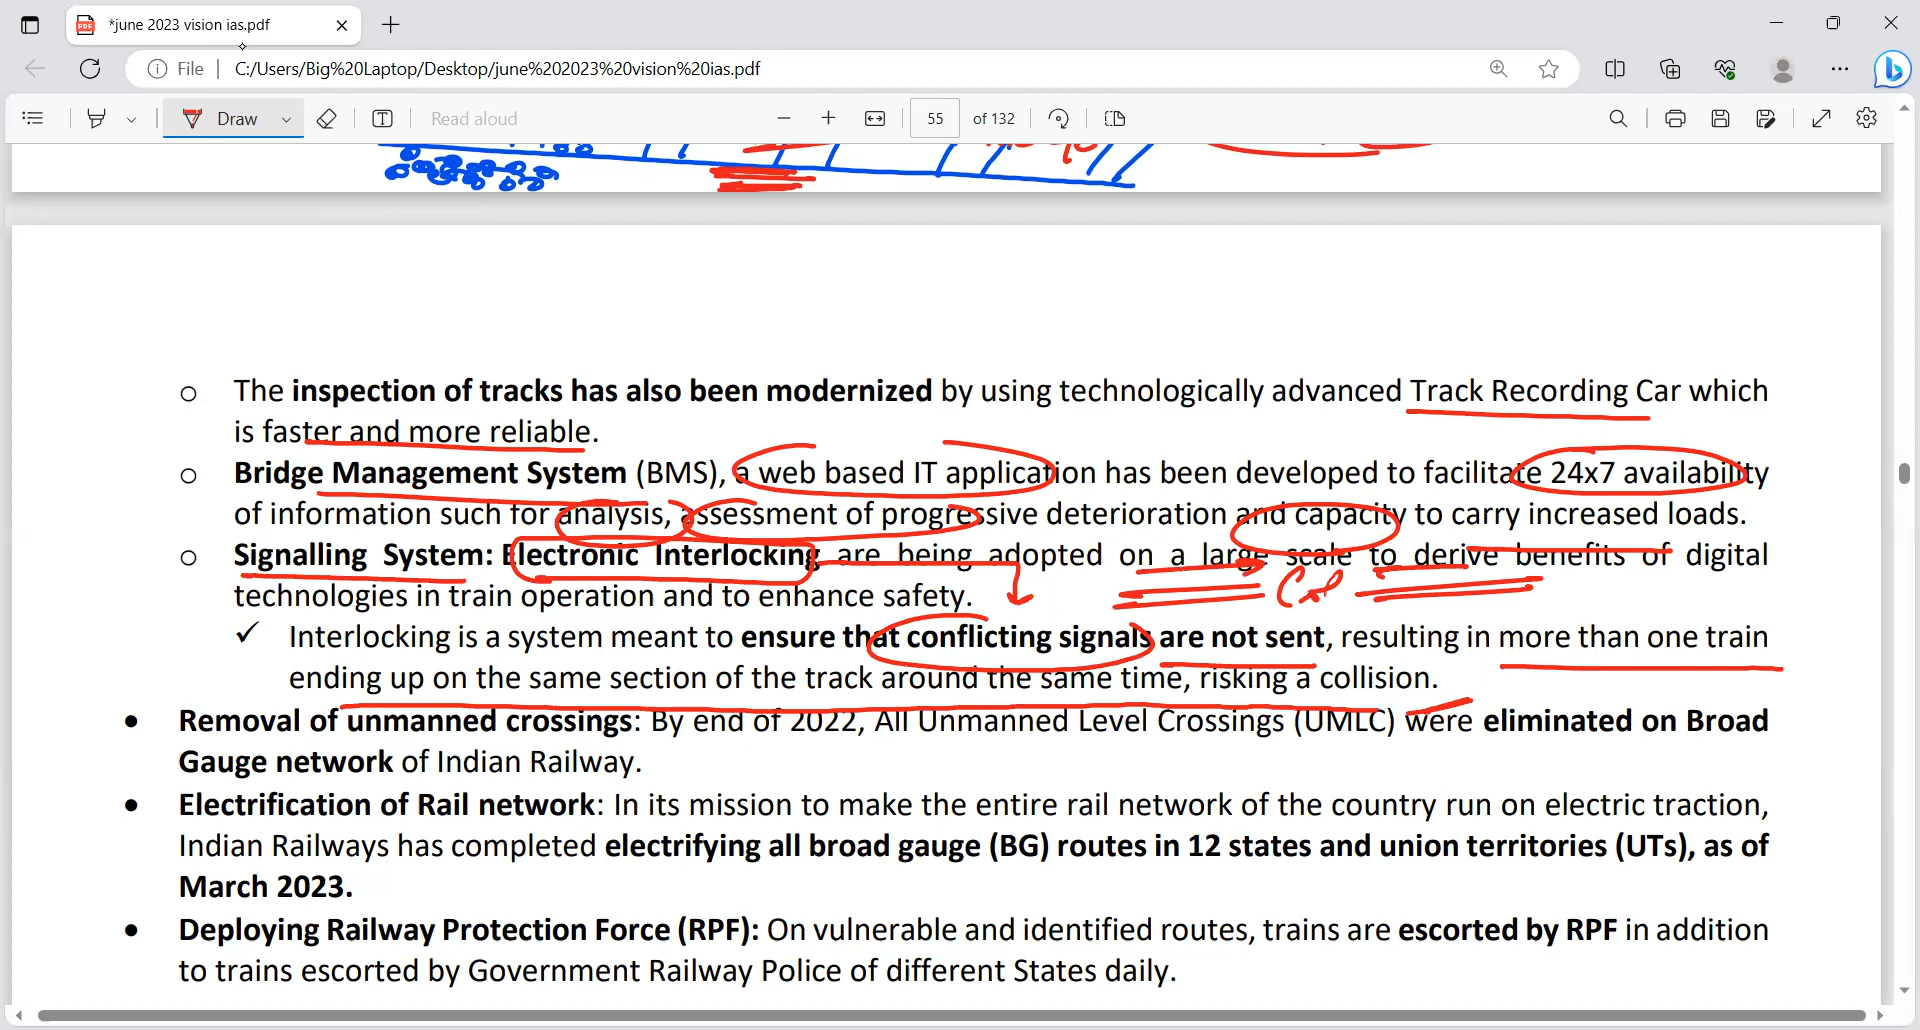 *june 2023 vision ias.pdf
File
C:/Users/Big%20Laptop/Desktop/june%202023%20vision%20ias.pdf
Draw
Read aloud
55
of 132
The inspection of tracks has also been modernized by using technologically advanced Track Recording Car which
is faster and more reliable.
Bridge Management System (BMS), a web based IT application has been developed to facilitate 24x7 availability
of information such for analysis, assessment of progressive deterioration and capacity to carry increased loads.
Signalling System: Electronic Interlocking are being adopted on a large scale to derive benefits of digital
technologies in train operation and to enhance safety.
Interlocking is a system meant to ensure that conflicting signals are not sent, resulting in more than one train
ending up on the same section of the track around the same time, risking a collision.
Removal of unmanned crossings: By end of 2022, All Unmanned Level Crossings (UMLC) were eliminated on Broad
Gauge network of Indian Railway.
Electrification of Rail network: In its mission to make the entire rail network of the country run on electric traction,
Indian Railways has completed electrifying all broad gauge (BG) routes in 12 states and union territories (UTs), as of
March 2023.
Deploying Railway Protection Force (RPF): On vulnerable and identified routes, trains are escorted by RPF in addition
to trains escorted by Government Railway Police of different States daily.